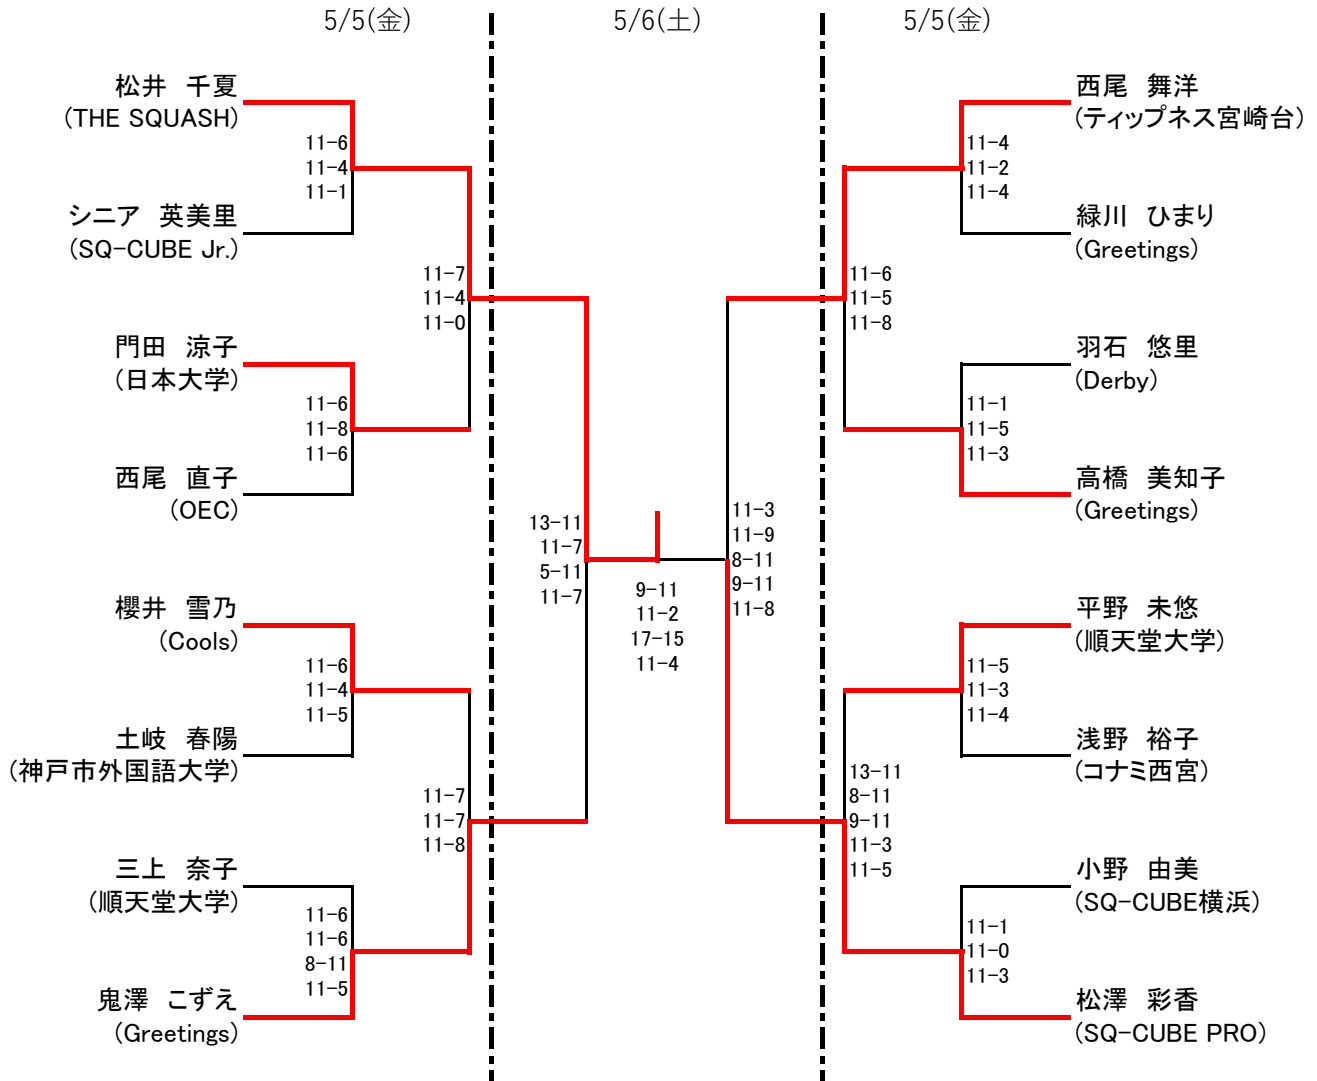 5/5(金)
5/6(土)
5/5(金)
松井　千夏
(THE SQUASH)
11-6
11-4
11-1
シニア　英美里
(SQ-CUBE Jr.)
11-7
11-4
11-0
門田　涼子
(日本大学)
11-6
11-8
11-6
西尾　直子
(OEC)
13-11
11-7
5-11
11-7
櫻井　雪乃
(Cools)
11-6
11-4
11-5
土岐　春陽
(神戸市外国語大学)
11-7
11-7
11-8
三上　奈子
(順天堂大学)
11-6
11-6
8-11
11-5
鬼澤　こずえ
(Greetings)
9-11
11-2
17-15
11-4
西尾　舞洋
(ティップネス宮崎台)
11-4
11-2
11-4
緑川　ひまり
(Greetings)
11-6
11-5
11-8
羽石　悠里
(Derby)
11-1
11-5
11-3
高橋　美知子
(Greetings)
11-3
11-9
8-11
9-11
11-8
平野　未悠
(順天堂大学)
11-5
11-3
11-4
浅野　裕子
(コナミ西宮)
13-11
8-11
9-11
11-3
11-5
小野　由美
(SQ-CUBE横浜)
11-1
11-0
11-3
松澤　彩香
(SQ-CUBE PRO)